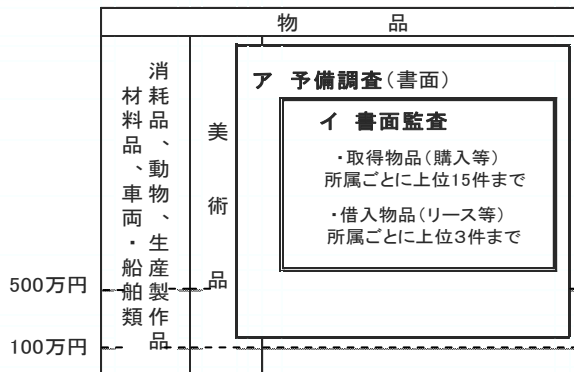 物品
消耗品、動物、生産製作品
材料品、車両・船舶類
美術品
ア 予備調査(書面)
イ 書面監査
・取得物品(購入等)
所属ごとに上位15件まで
・借入物品(リース等)
所属ごとに上位3件まで
500万円
100万円